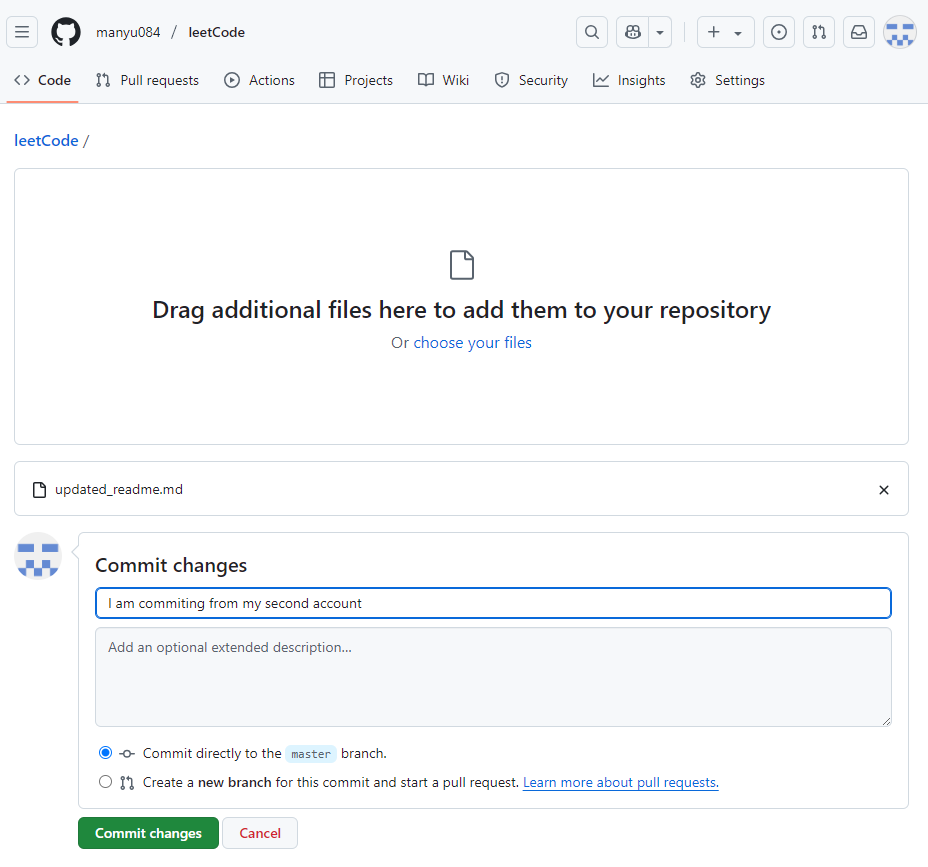 manyu084 / leetCode
Code Pull requests Actions Projects Wiki Security Insights Settings
leetCode /
Drag additional files here to add them to your repository
Or choose your files
updated_readme.md
Commit changes
I am commiting from my second account
Add an optional extended description...
Commit directly to the master branch.
Create a new branch for this commit and start a pull request. Learn more about pull requests.
Commit changes Cancel